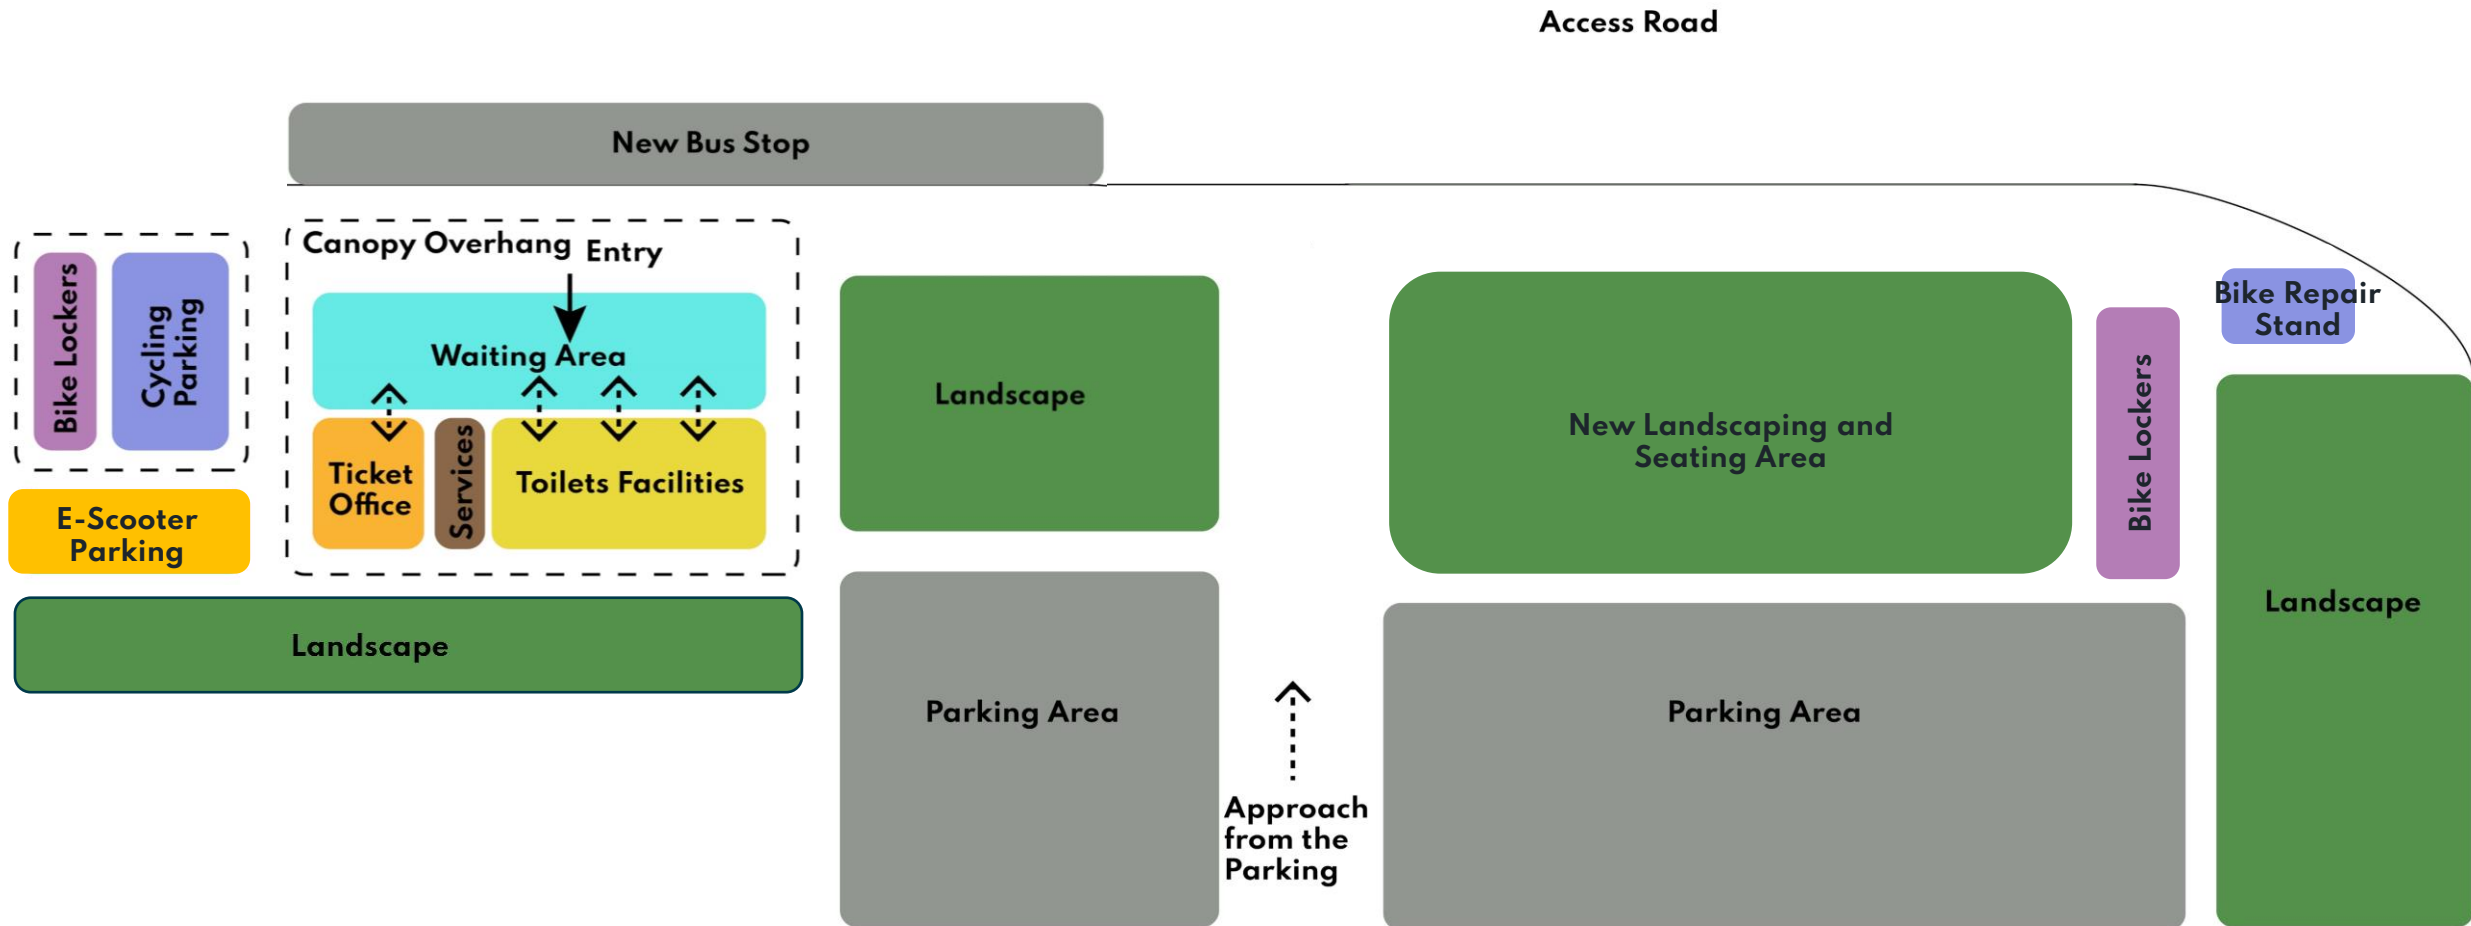 Access Road
New Bus Stop
Canopy Overhang
Entry
Bike Lockers
Cycling
Parking
Waiting Area
Ticket
Office
Services
Toilets Facilities
E-Scooter
Parking
Landscape
Landscape
Parking Area
Approach
from the
Parking
New Landscaping and
Seating Area
Bike Lockers
Bike Repair
Stand
Landscape
Parking Area